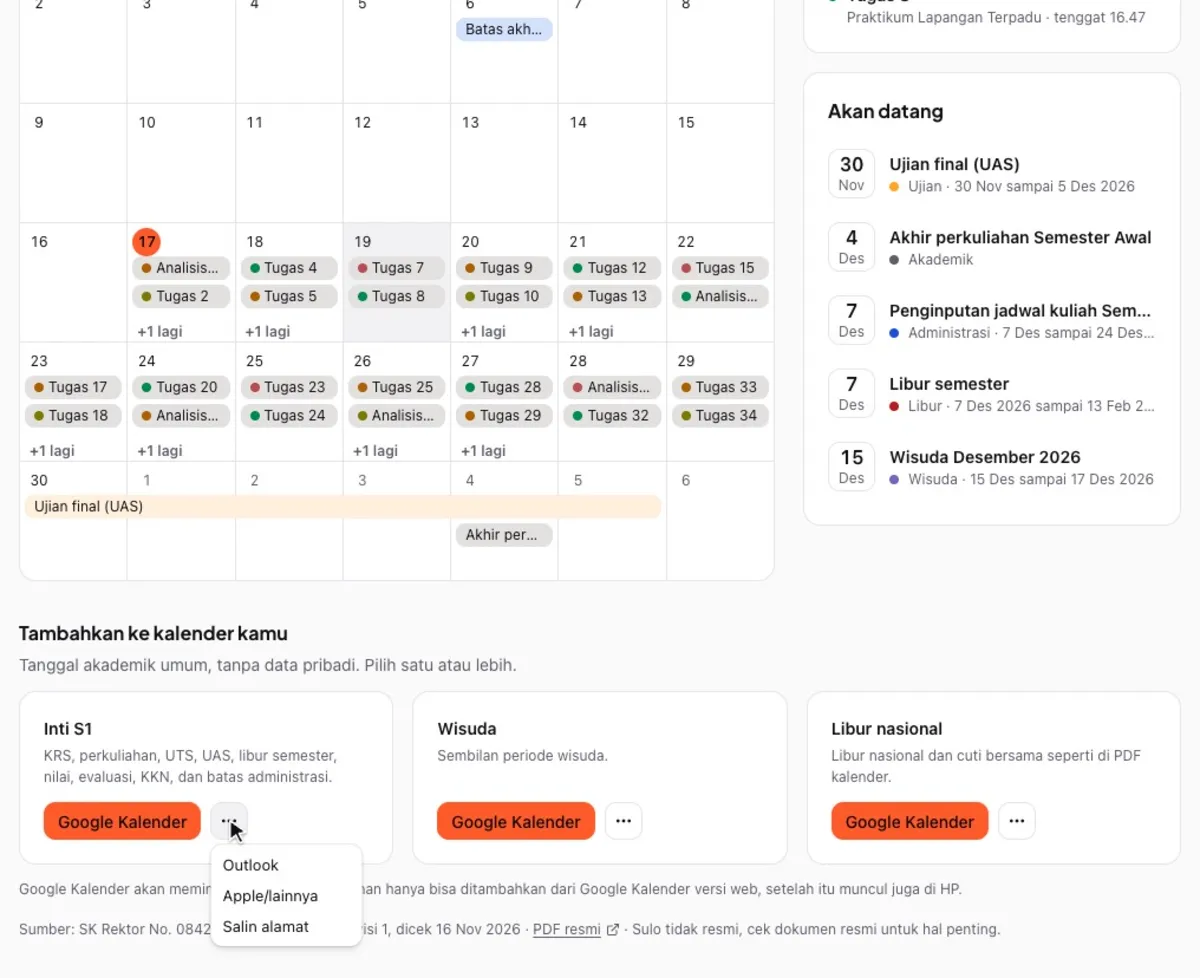 2 3 4 5 6 7 8
Batas akh...
9 10 11 12 13 14 15
16 17 18 19 20 21 22
Analisis... Tugas 4 Tugas 7 Tugas 9 Tugas 12 Tugas 15
Tugas 2 Tugas 5 Tugas 8 Tugas 10 Tugas 13 Analisis...
+1 lagi +1 lagi +1 lagi +1 lagi
23 24 25 26 27 28 29
Tugas 17 Tugas 20 Tugas 23 Tugas 25 Tugas 28 Analisis... Tugas 33
Tugas 18 Analisis... Tugas 24 Analisis... Tugas 29 Tugas 32 Tugas 34
+1 lagi +1 lagi +1 lagi +1 lagi
30 1 2 3 4 5 6
Ujian final (UAS)
Akhir per...
Praktikum Lapangan Terpadu · tenggat 16.47
Akan datang
30 Nov
Ujian final (UAS)
Ujian · 30 Nov sampai 5 Des 2026
4 Des
Akhir perkuliahan Semester Awal
Akademik
7 Des
Penginputan jadwal kuliah Sem...
Administrasi · 7 Des sampai 24 Des...
7 Des
Libur semester
Libur · 7 Des 2026 sampai 13 Feb 2...
15 Des
Wisuda Desember 2026
Wisuda · 15 Des sampai 17 Des 2026
Tambahkan ke kalender kamu
Tanggal akademik umum, tanpa data pribadi. Pilih satu atau lebih.
Inti S1
KRS, perkuliahan, UTS, UAS, libur semester,
nilai, evaluasi, KKN, dan batas administrasi.
Google Kalender
Outlook
Apple/lainnya
Salin alamat
Wisuda
Sembilan periode wisuda.
Google Kalender
Libur nasional
Libur nasional dan cuti bersama seperti di PDF
kalender.
Google Kalender
Google Kalender akan hanya bisa ditambahkan dari Google Kalender versi web, setelah itu muncul juga di HP.
Sumber: SK Rektor No. 0842 1, dicek 16 Nov 2026 · PDF resmi · Sulo tidak resmi, cek dokumen resmi untuk hal penting.